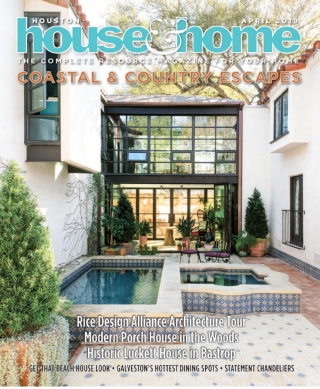 HOUSTON
APRIL 2019
house&home
THE COMPLETE RESOURCE MAGAZINE FOR YOUR HOME
COASTAL & COUNTRY ESCAPES
Rice Design Alliance Architecture Tour
Modern Porch House in the Woods
Historic Luckett House in Bastrop
GET THAT BEACH HOUSE LOOK • GALVESTON'S HOTTEST DINING SPOTS • STATEMENT CHANDELIERS